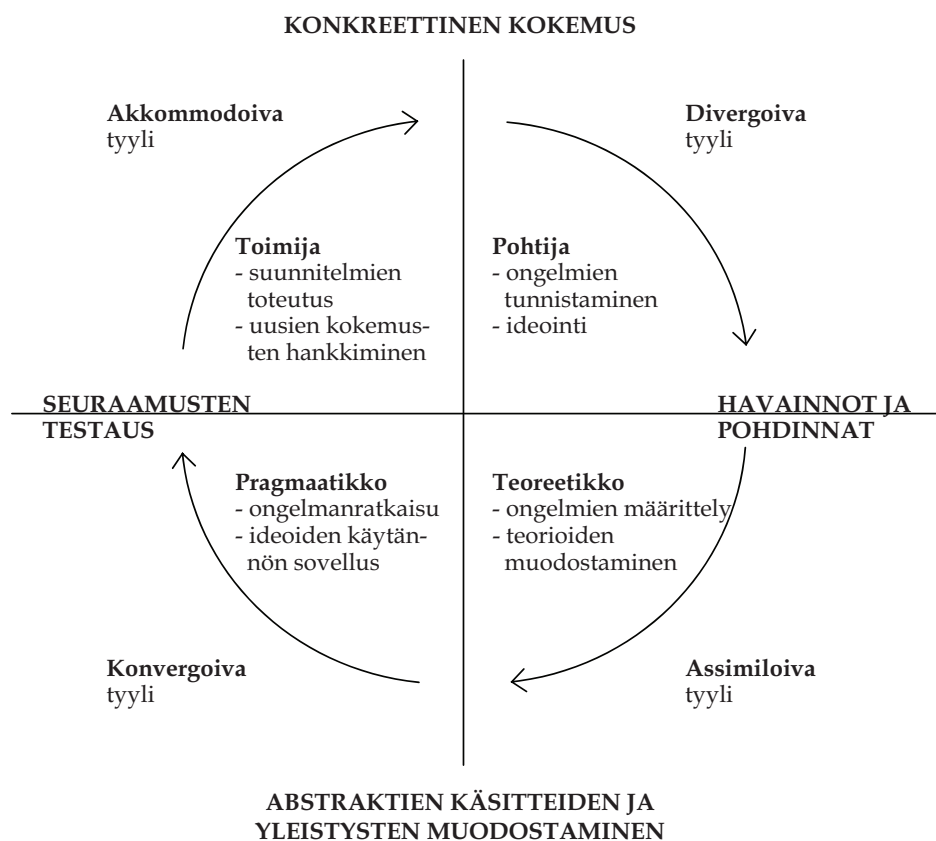 KONKREETTINEN KOKEMUS
Akkommodoiva
tyyli
Divergoiva
tyyli
Toimija
- suunnitelmien
toteutus
- uusien kokemus-
ten hankkiminen
Pohtija
- ongelmien
tunnistaminen
- ideointi
SEURAAMUSTEN
TESTAUS
HAVAINNOT JA
POHDINNAT
Pragmaatikko
- ongelmanratkaisu
- ideoiden käytän-
nön sovellus
Teoreetikko
- ongelmien määrittely
- teorioiden
muodostaminen
Konvergoiva
tyyli
Assimiloiva
tyyli
ABSTRAKTIEN KÄSITTEIDEN JA
YLEISTYSTEN MUODOSTAMINEN